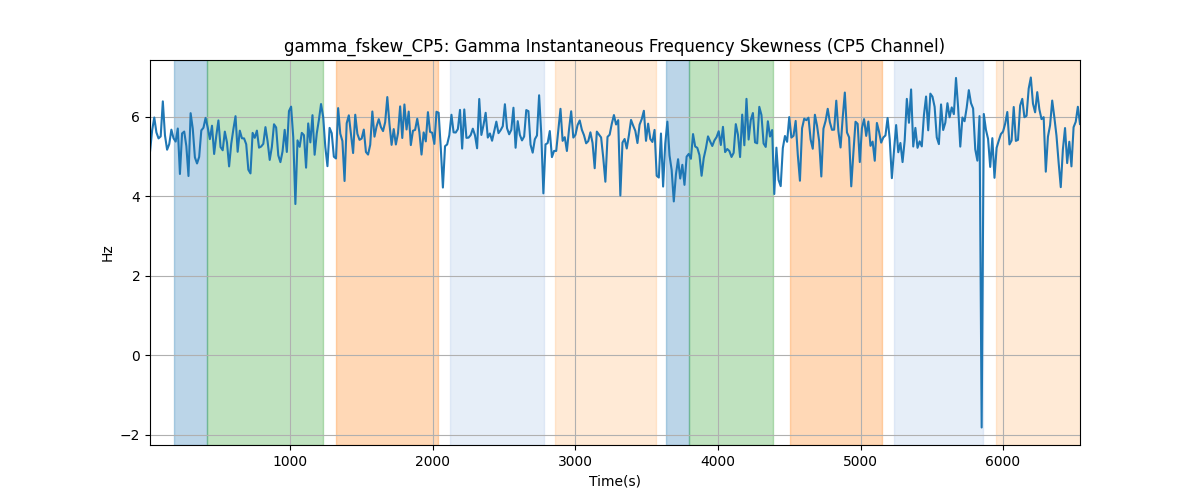 gamma_fskew_CP5: Gamma Instantaneous Frequency Skewness (CP5 Channel)
6
4
2
0
−2
Hz
1000 2000 3000 4000 5000 6000
Time(s)